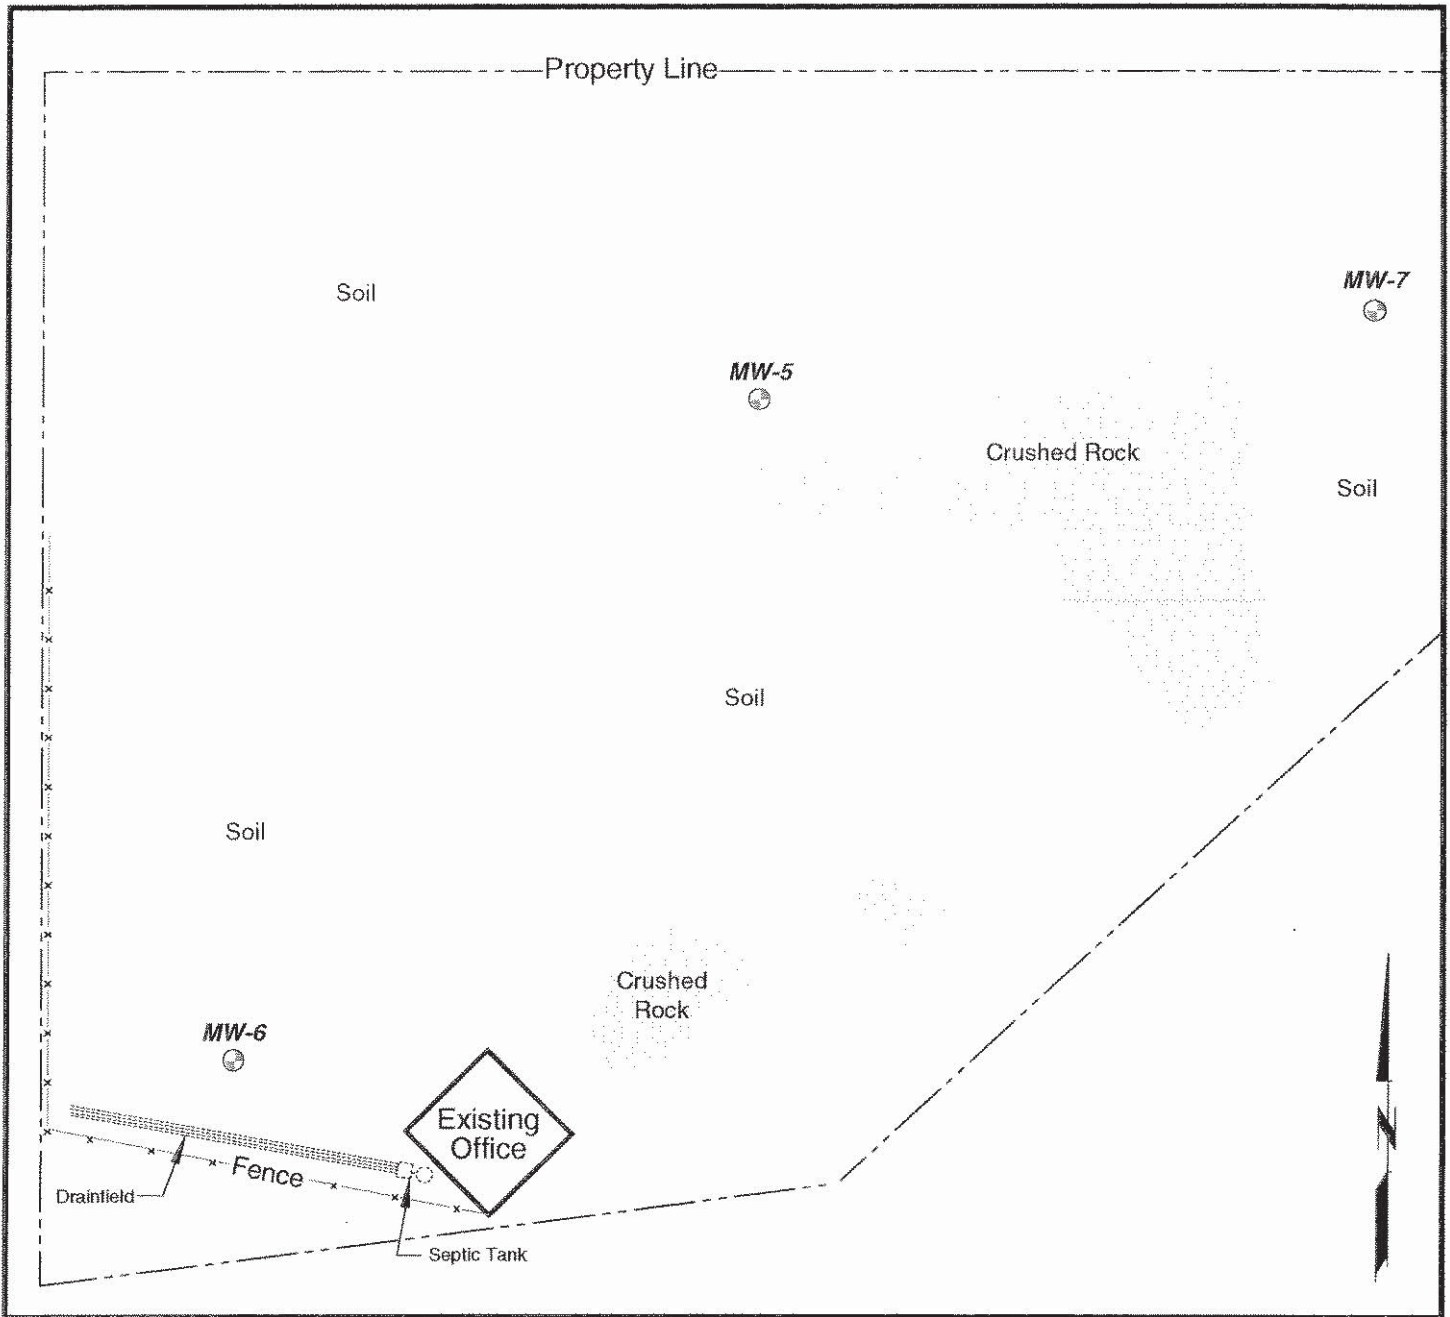 Property Line
Soil
MW-7
MW-5
Crushed Rock
Soil
Soil
Soil
Crushed
Rock
MW-6
Existing
Office
Fence
Drainfield
Septic Tank
N